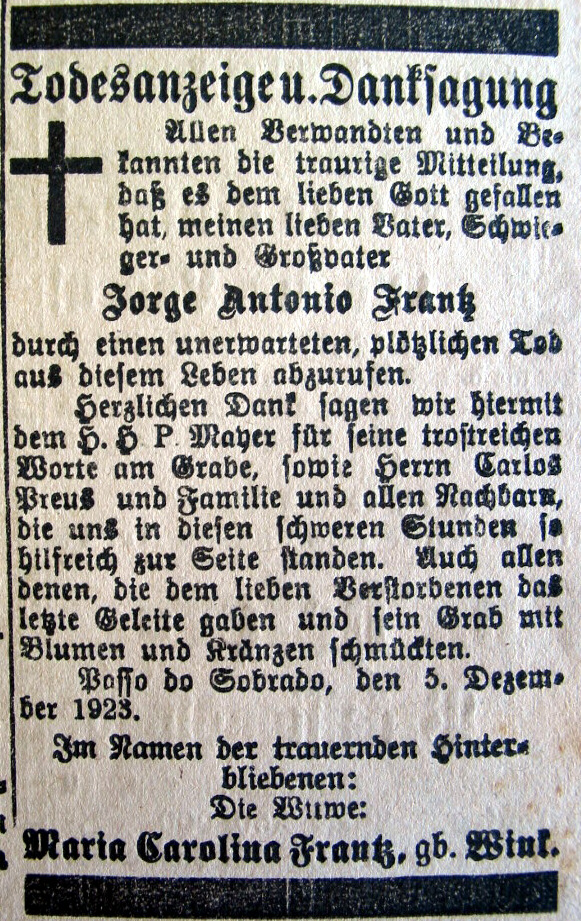 Todesanzeige u. Danksagung
Allen Verwandten und Be-
kannten die traurige Mitteilung,
daß es dem lieben Gott gefallen
hat, meinen lieben Vater, Schwie-
ger- und Großvater
Jorge Antonio Frantz
durch einen unerwarteten, plötzlichen Tod
aus diesem Leben abzurufen.
Herzlichen Dank sagen wir hiermit
dem H. H P. Mayer für seine trostreichen
Worte am Grabe, sowie Herrn Carlos
Preus und Familie und allen Nachbarn,
die uns in diesen schweren Stunden so
hilfreich zur Seite standen. Auch allen
denen, die dem lieben Verstorbenen das
letzte Geleite gaben und sein Grab mit
Blumen und Kränzen schmückten.
Passo do Sobrado, den 5. Dezem-
ber 1923.
Im Namen der trauernden Hinter-
bliebenen:
Die Witwe:
Maria Carolina Frantz, gb. Wink.